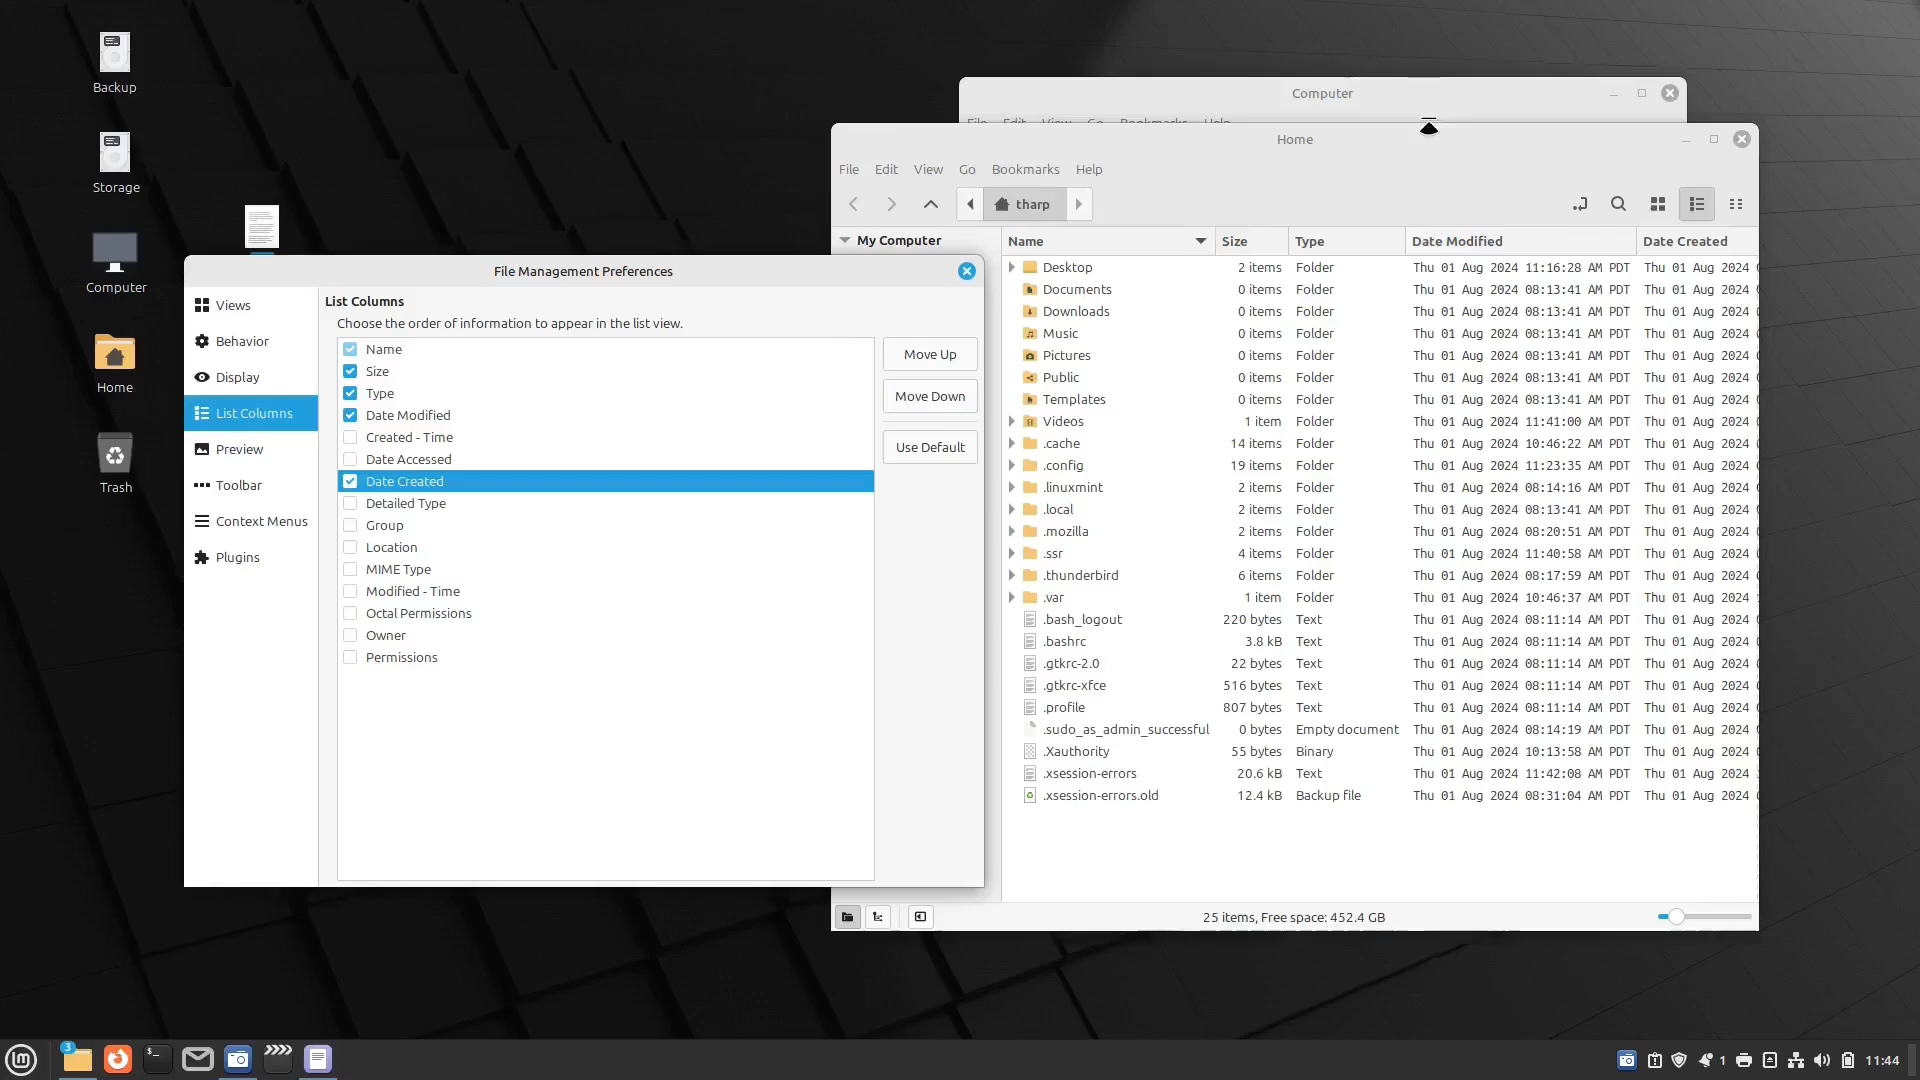 Backup
Storage
Computer
Home
Trash
Computer
File Edit View Go Bookmarks Help
Home
File Edit View Go Bookmarks Help
tharp
My Computer
Name Size Type Date Modified Date Created
Desktop 2 items Folder Thu 01 Aug 2024 11:16:28 AM PDT Thu 01 Aug 2024
Documents 0 items Folder Thu 01 Aug 2024 08:13:41 AM PDT Thu 01 Aug 2024
Downloads 0 items Folder Thu 01 Aug 2024 08:13:41 AM PDT Thu 01 Aug 2024
Music 0 items Folder Thu 01 Aug 2024 08:13:41 AM PDT Thu 01 Aug 2024
Pictures 0 items Folder Thu 01 Aug 2024 08:13:41 AM PDT Thu 01 Aug 2024
Public 0 items Folder Thu 01 Aug 2024 08:13:41 AM PDT Thu 01 Aug 2024
Templates 0 items Folder Thu 01 Aug 2024 08:13:41 AM PDT Thu 01 Aug 2024
Videos 1 item Folder Thu 01 Aug 2024 11:41:00 AM PDT Thu 01 Aug 2024
.cache 14 items Folder Thu 01 Aug 2024 10:46:22 AM PDT Thu 01 Aug 2024
.config 19 items Folder Thu 01 Aug 2024 11:23:35 AM PDT Thu 01 Aug 2024
.linuxmint 2 items Folder Thu 01 Aug 2024 08:14:16 AM PDT Thu 01 Aug 2024
.local 2 items Folder Thu 01 Aug 2024 08:13:41 AM PDT Thu 01 Aug 2024
.mozilla 2 items Folder Thu 01 Aug 2024 08:20:51 AM PDT Thu 01 Aug 2024
.ssr 4 items Folder Thu 01 Aug 2024 11:40:58 AM PDT Thu 01 Aug 2024
.thunderbird 6 items Folder Thu 01 Aug 2024 08:17:59 AM PDT Thu 01 Aug 2024
.var 1 item Folder Thu 01 Aug 2024 10:46:37 AM PDT Thu 01 Aug 2024
.bash_logout 220 bytes Text Thu 01 Aug 2024 08:11:14 AM PDT Thu 01 Aug 2024
.bashrc 3.8 kB Text Thu 01 Aug 2024 08:11:14 AM PDT Thu 01 Aug 2024
.gtkrc-2.0 22 bytes Text Thu 01 Aug 2024 08:11:14 AM PDT Thu 01 Aug 2024
.gtkrc-xfce 516 bytes Text Thu 01 Aug 2024 08:11:14 AM PDT Thu 01 Aug 2024
.profile 807 bytes Text Thu 01 Aug 2024 08:11:14 AM PDT Thu 01 Aug 2024
.sudo_as_admin_successful 0 bytes Empty document Thu 01 Aug 2024 08:14:19 AM PDT Thu 01 Aug 2024
.Xauthority 55 bytes Binary Thu 01 Aug 2024 10:13:58 AM PDT Thu 01 Aug 2024
.xsession-errors 20.6 kB Text Thu 01 Aug 2024 11:42:08 AM PDT Thu 01 Aug 2024
.xsession-errors.old 12.4 kB Backup file Thu 01 Aug 2024 08:31:04 AM PDT Thu 01 Aug 2024
25 items, Free space: 452.4 GB
File Management Preferences
Views
Behavior
Display
List Columns
Preview
Toolbar
Context Menus
Plugins
List Columns
Choose the order of information to appear in the list view.
Name
Size
Type
Date Modified
Created - Time
Date Accessed
Date Created
Detailed Type
Group
Location
MIME Type
Modified - Time
Octal Permissions
Owner
Permissions
Move Up
Move Down
Use Default
3
1
11:44